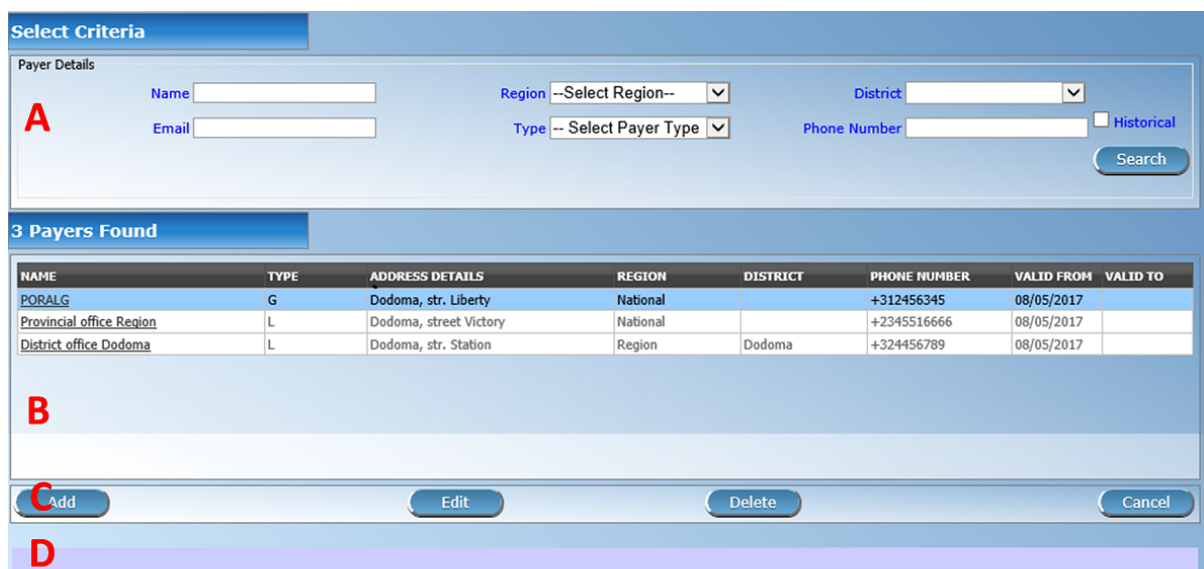 Select Criteria
Payer Details
Name Region --Select Region-- District
A
Email Type -- Select Payer Type Phone Number Historical
Search
3 Payers Found
NAME TYPE ADDRESS DETAILS REGION DISTRICT PHONE NUMBER VALID FROM VALID TO
PORALG G Dodoma, str. Liberty National +312456345 08/05/2017
Provincial office Region L Dodoma, street Victory National +2345516666 08/05/2017
District office Dodoma L Dodoma, str. Station Region Dodoma +324456789 08/05/2017
B
C Add Edit Delete Cancel
D